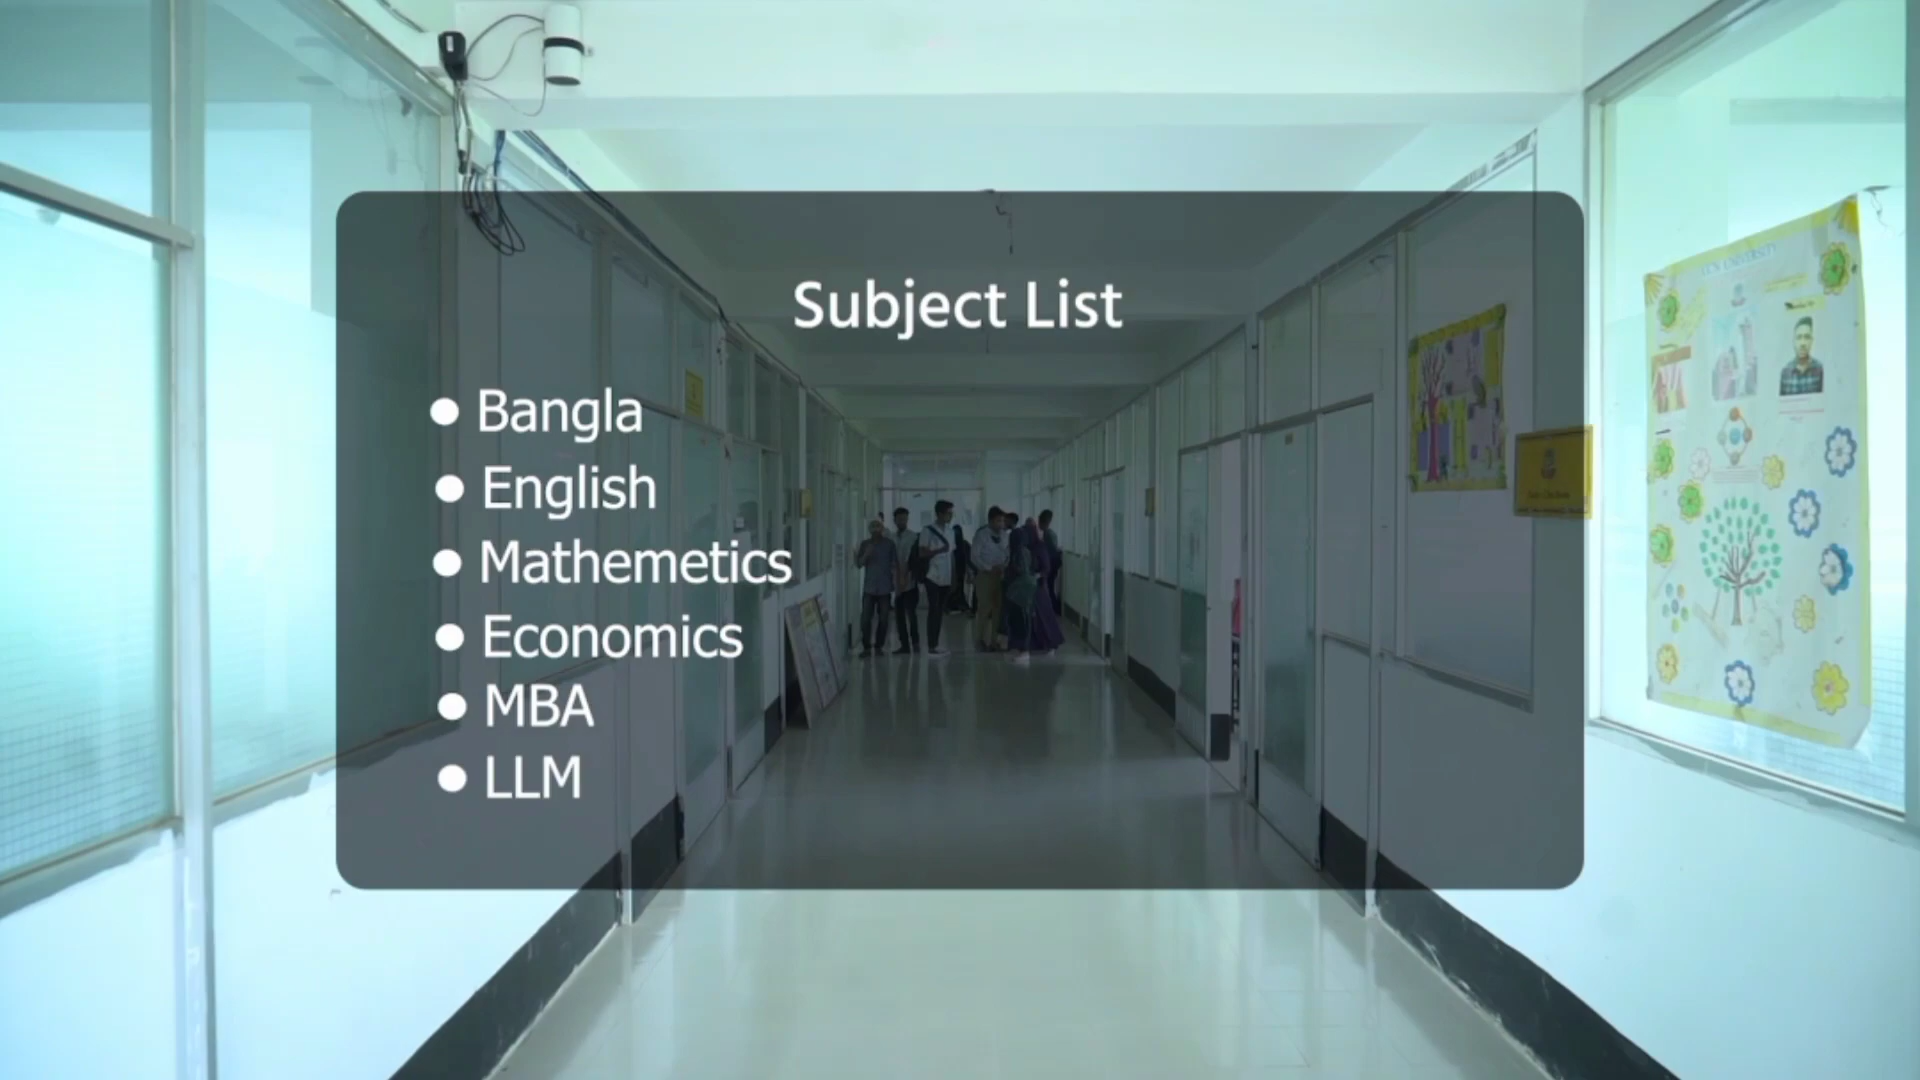 Subject List
● Bangla
● English
● Mathemetics
● Economics
● MBA
● LLM